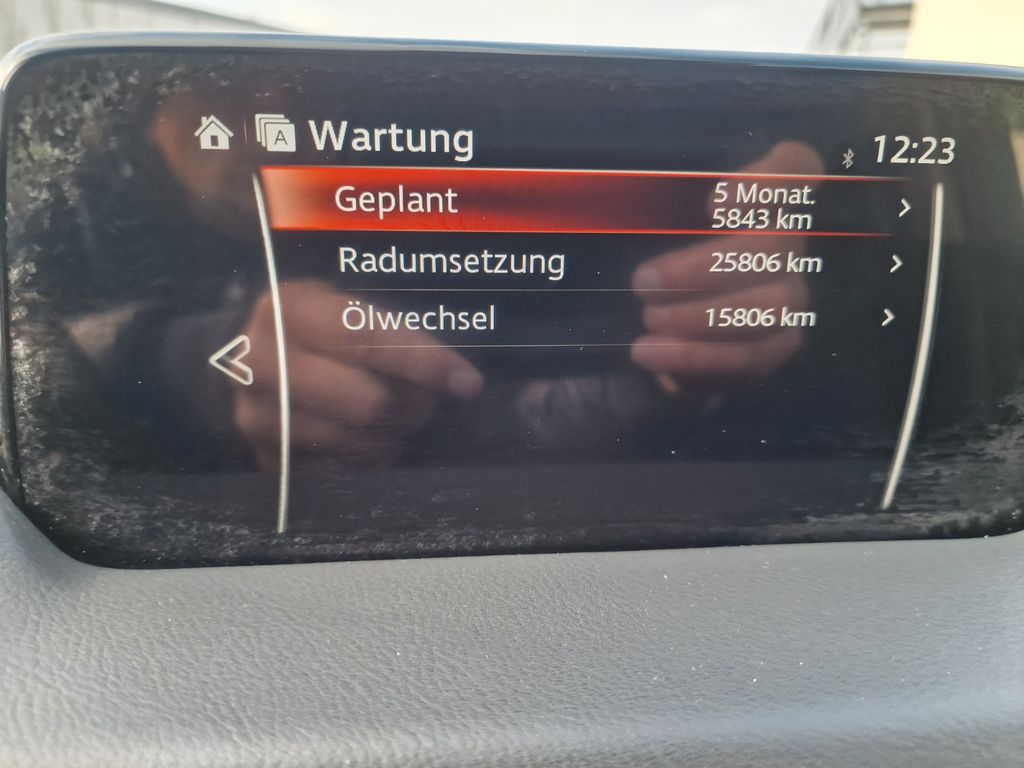 A Wartung 12:23
Geplant 5 Monat.
5843 km
Radumsetzung 25806 km
Ölwechsel 15806 km